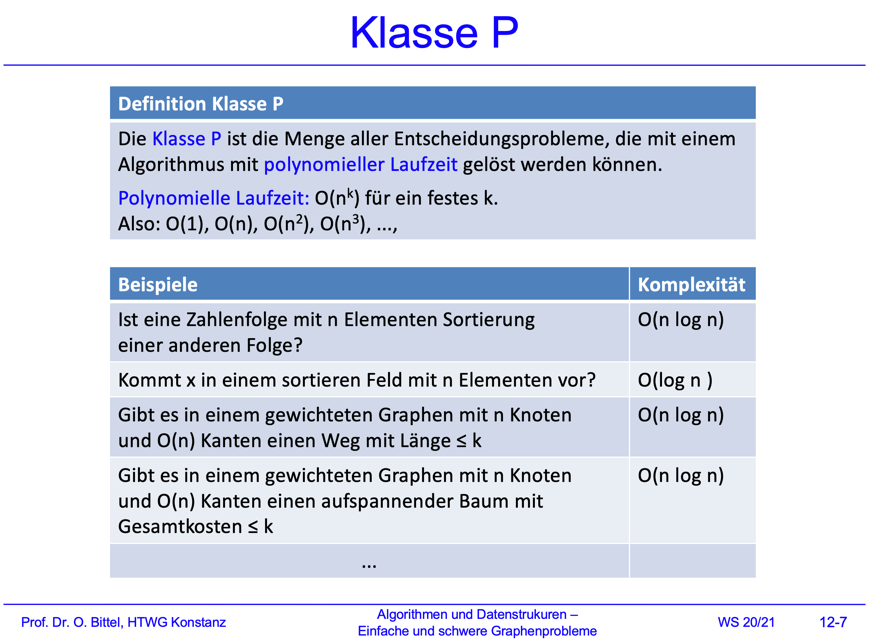 Klasse P
Definition Klasse P
Die Klasse P ist die Menge aller Entscheidungsprobleme, die mit einem
Algorithmus mit polynomieller Laufzeit gelöst werden können.
Polynomielle Laufzeit: O(nᵏ) für ein festes k.
Also: O(1), O(n), O(n²), O(n³), ...,
Beispiele Komplexität
Ist eine Zahlenfolge mit n Elementen Sortierung O(n log n)
einer anderen Folge?
Kommt x in einem sortieren Feld mit n Elementen vor? O(log n )
Gibt es in einem gewichteten Graphen mit n Knoten O(n log n)
und O(n) Kanten einen Weg mit Länge ≤ k
Gibt es in einem gewichteten Graphen mit n Knoten O(n log n)
und O(n) Kanten einen aufspannender Baum mit
Gesamtkosten ≤ k
...
Prof. Dr. O. Bittel, HTWG Konstanz
Algorithmen und Datenstrukuren –
Einfache und schwere Graphenprobleme
WS 20/21
12-7